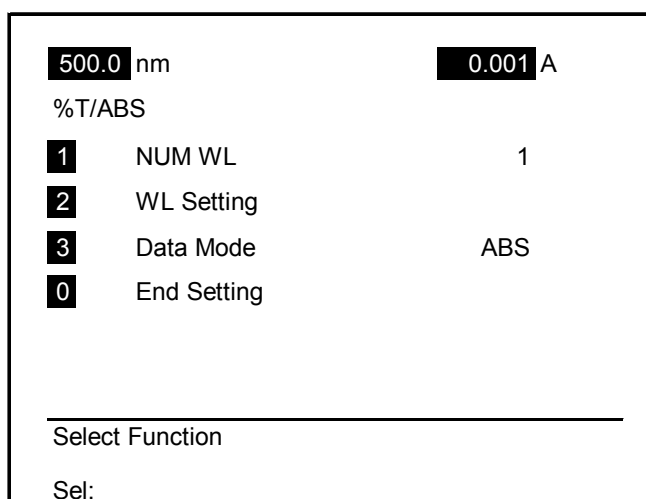 500.0 nm 0.001 A
%T/ABS
1 NUM WL 1
2 WL Setting
3 Data Mode ABS
0 End Setting
Select Function
Sel: